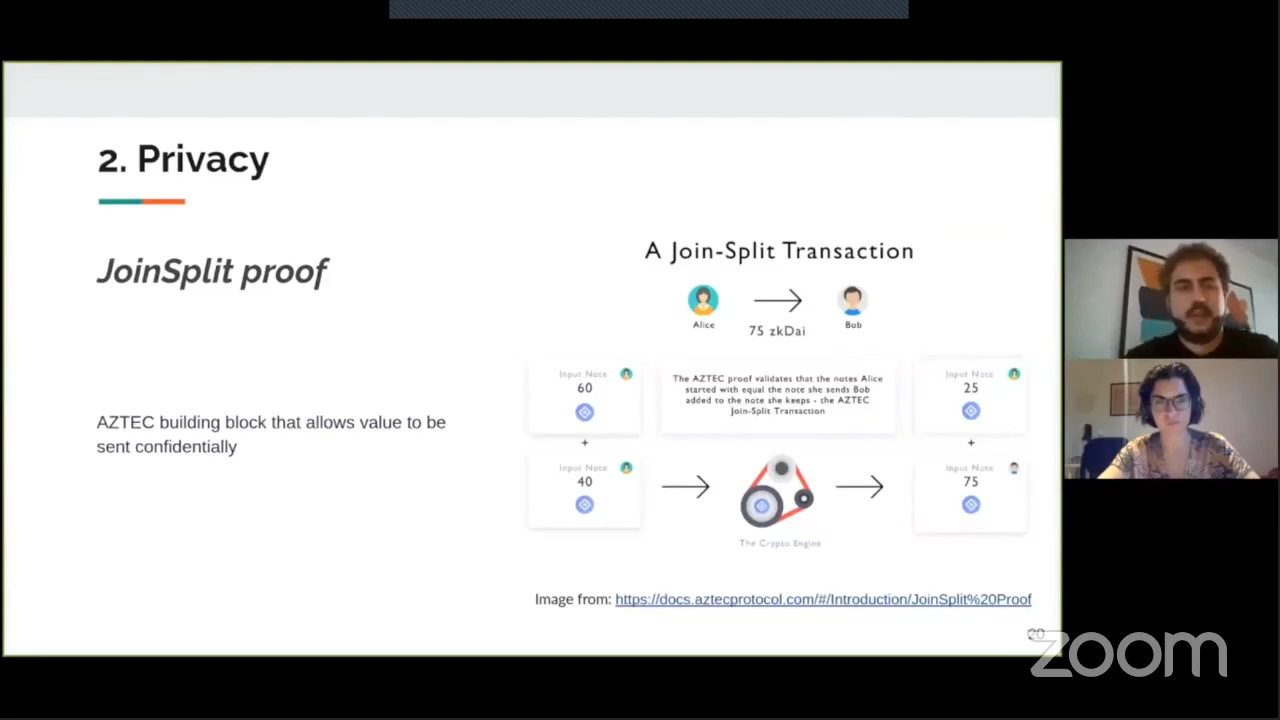 2. Privacy
JoinSplit proof
AZTEC building block that allows value to be
sent confidentially
A Join-Split Transaction
Alice
75 zkDai
Bob
Input Note
60
+
Input Note
40
The AZTEC proof validates that the notes Alice
started with equal the note she sends Bob
added to the note she keeps - the AZTEC
Join-Split Transaction
The Crypto Engine
Input Note
25
+
Input Note
75
Image from: https://docs.aztecprotocol.com/#/Introduction/JoinSplit%20Proof
20
zoom